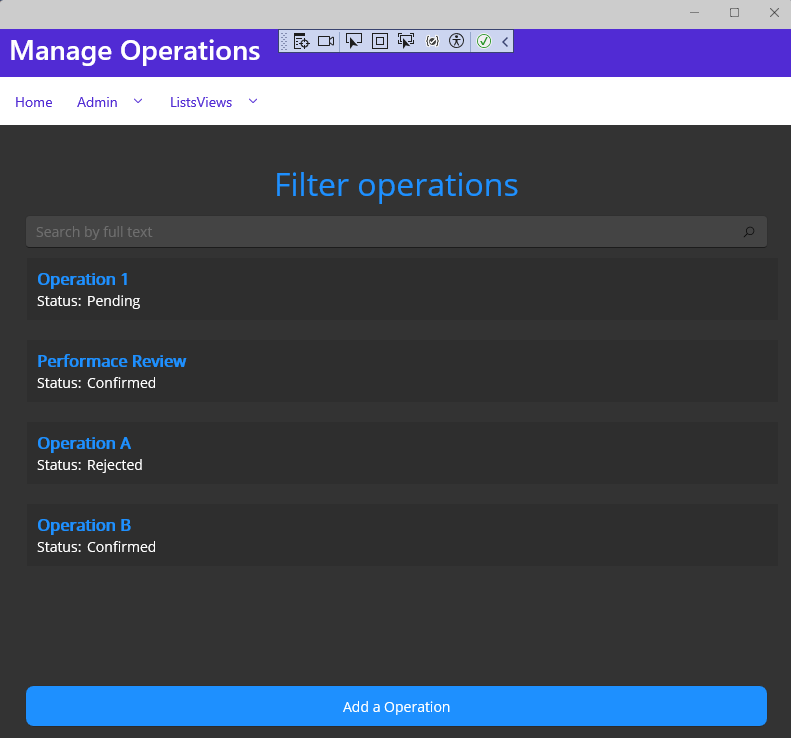 Manage Operations
Home Admin ListsViews
Filter operations
Search by full text
Operation 1
Status: Pending
Performace Review
Status: Confirmed
Operation A
Status: Rejected
Operation B
Status: Confirmed
Add a Operation